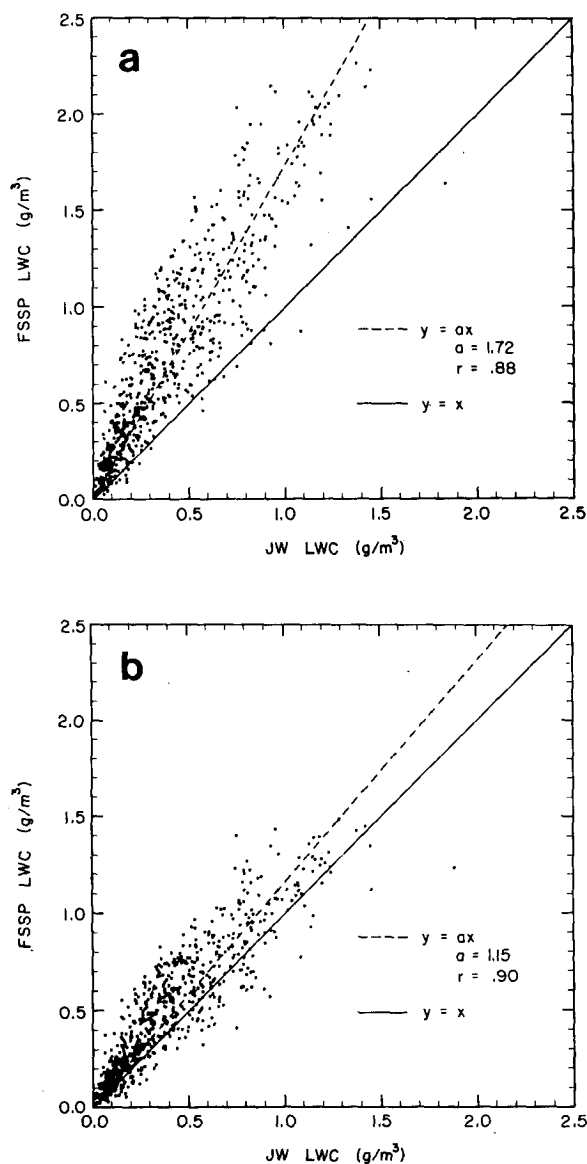 a
2.5
2.0
1.5
1.0
0.5
0.0
FSSP LWC (g/m³)
y = ax
a = 1.72
r = .88
y = x
0.0 0.5 1.0 1.5 2.0 2.5
JW LWC (g/m³)
b
2.5
2.0
1.5
1.0
0.5
0.0
FSSP LWC (g/m³)
y = ax
a = 1.15
r = .90
y = x
0.0 0.5 1.0 1.5 2.0 2.5
JW LWC (g/m³)